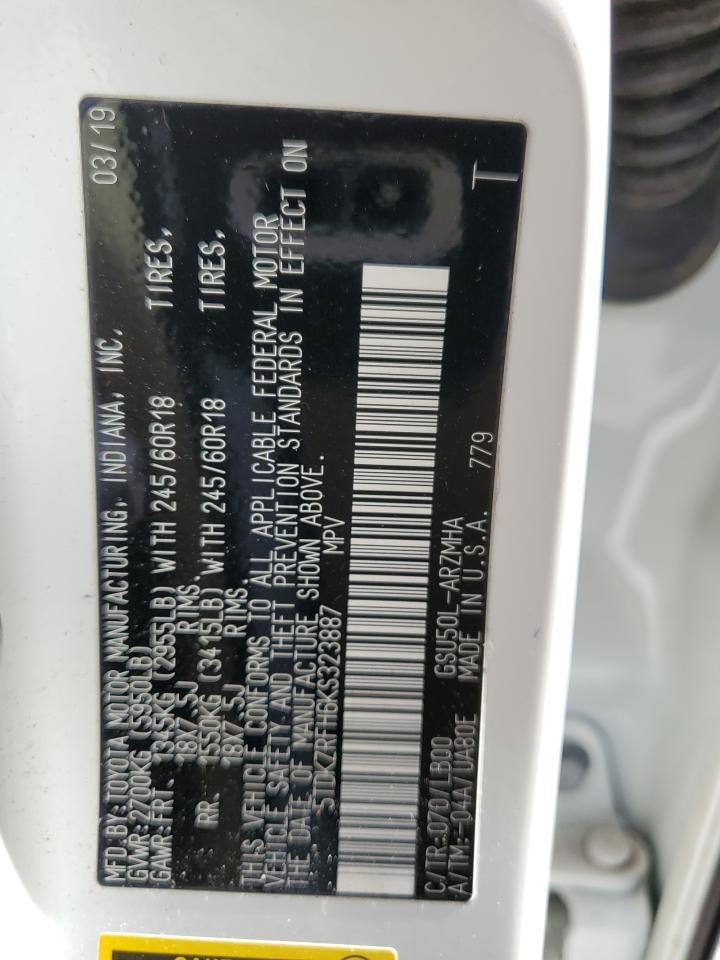 MFD.BY:TOYOTA MOTOR MANUFACTURING, INDIANA, INC. 03/19
GVWR:2700KG (5950LB)
GAWR:FRT. 1345KG (2955LB) WITH 245/60R18 TIRES,
18X7.5J RIMS.
RR. 1550KG (3415LB) WITH 245/60R18 TIRES,
18X7.5J RIMS.
THIS VEHICLE CONFORMS TO ALL APPLICABLE FEDERAL MOTOR
VEHICLE SAFETY AND THEFT PREVENTION STANDARDS IN EFFECT ON
THE DATE OF MANUFACTURE SHOWN ABOVE.
5TDKZRFH6KS323887 MPV
C/TR:070/LB00 GSU50L-ARZMHA T
A/TM:-04A/TUA80E MADE IN U.S.A. 779